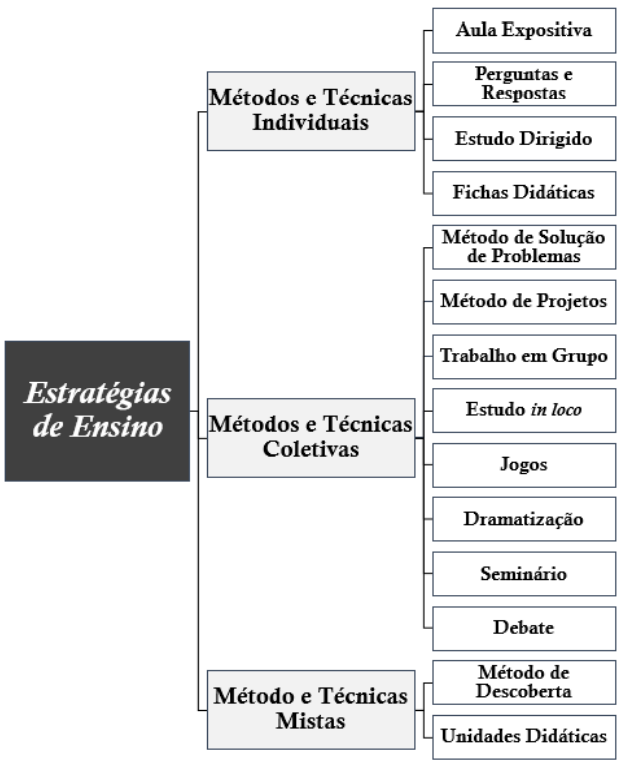 Estratégias
de Ensino
Métodos e Técnicas
Individuais
Aula Expositiva
Perguntas e
Respostas
Estudo Dirigido
Fichas Didáticas
Métodos e Técnicas
Coletivas
Método de Solução
de Problemas
Método de Projetos
Trabalho em Grupo
Estudo in loco
Jogos
Dramatização
Seminário
Debate
Método e Técnicas
Mistas
Método de
Descoberta
Unidades Didáticas